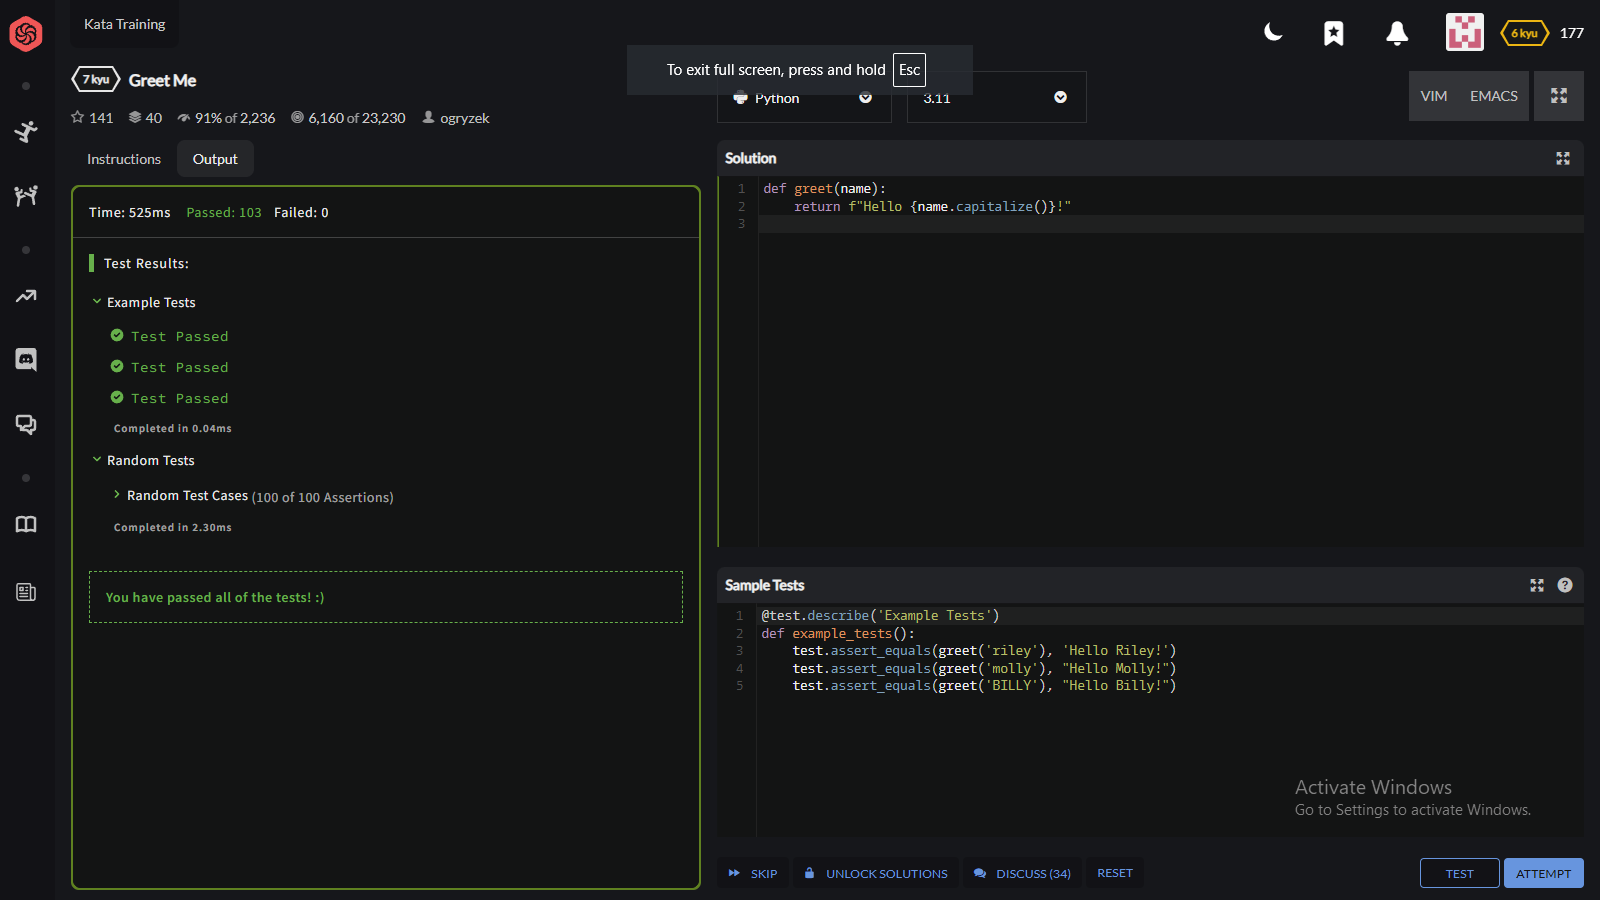 Kata Training
6 kyu 177
To exit full screen, press and hold Esc
7 kyu Greet Me
Python 3.11
VIM EMACS
141 40 91% of 2,236 6,160 of 23,230 ogryzek
Instructions Output
Time: 525ms Passed: 103 Failed: 0
Test Results:
Example Tests
Test Passed
Test Passed
Test Passed
Completed in 0.04ms
Random Tests
Random Test Cases (100 of 100 Assertions)
Completed in 2.30ms
You have passed all of the tests! :)
Solution
1 def greet(name):
2     return f"Hello {name.capitalize()}!"
3
Sample Tests ?
1 @test.describe('Example Tests')
2 def example_tests():
3     test.assert_equals(greet('riley'), 'Hello Riley!')
4     test.assert_equals(greet('molly'), "Hello Molly!")
5     test.assert_equals(greet('BILLY'), "Hello Billy!")
Activate Windows
Go to Settings to activate Windows.
SKIP UNLOCK SOLUTIONS DISCUSS (34) RESET TEST ATTEMPT